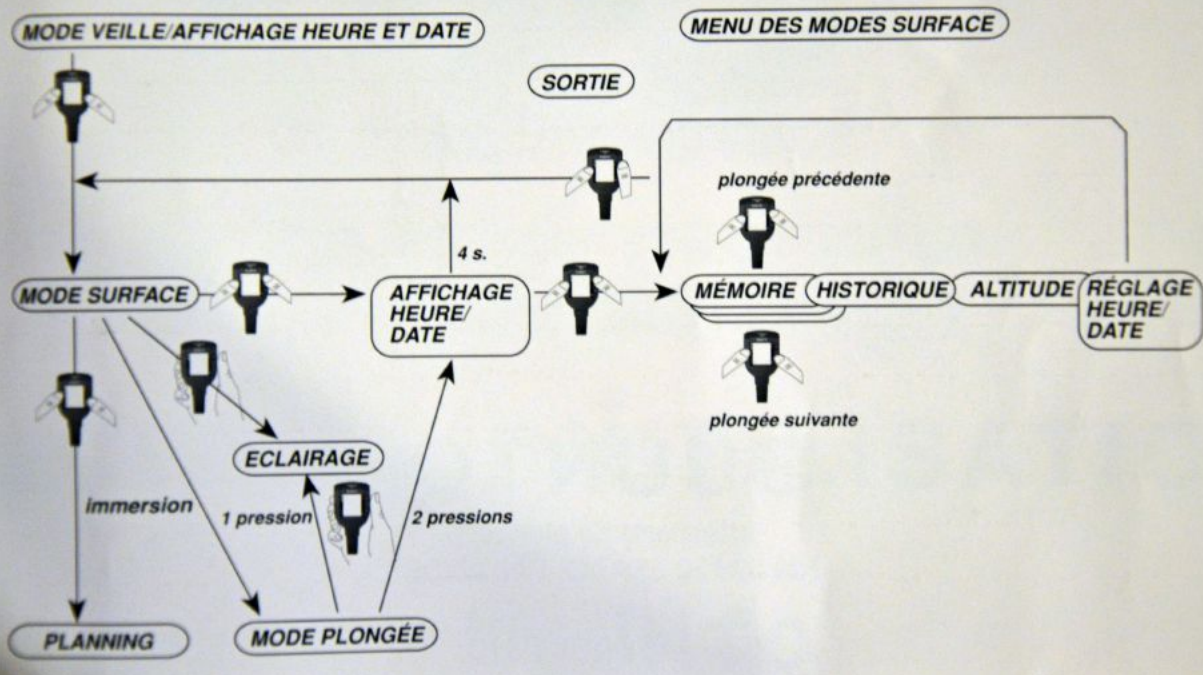 MODE VEILLE/AFFICHAGE HEURE ET DATE
MENU DES MODES SURFACE
SORTIE
plongée précédente
4 s.
MODE SURFACE
AFFICHAGE
HEURE/
DATE
MÉMOIRE
HISTORIQUE
ALTITUDE
RÉGLAGE
HEURE/
DATE
plongée suivante
ECLAIRAGE
immersion
1 pression
2 pressions
PLANNING
MODE PLONGÉE